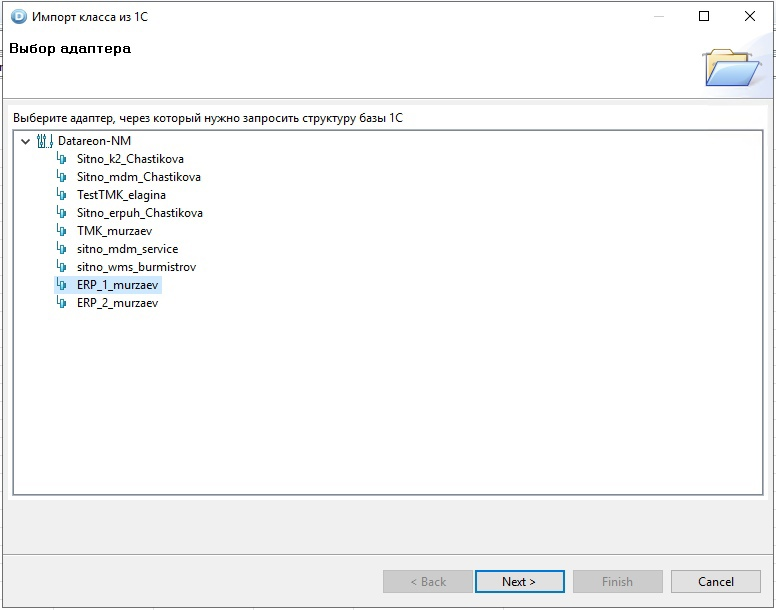 Импорт класса из 1С
Выбор адаптера
Выберите адаптер, через который нужно запросить структуру базы 1С
Datareon-NM
Sitno_k2_Chastikova
Sitno_mdm_Chastikova
TestTMK_elagina
Sitno_erpuh_Chastikova
TMK_murzaev
sitno_mdm_service
sitno_wms_burmistrov
ERP_1_murzaev
ERP_2_murzaev
< Back Next > Finish Cancel